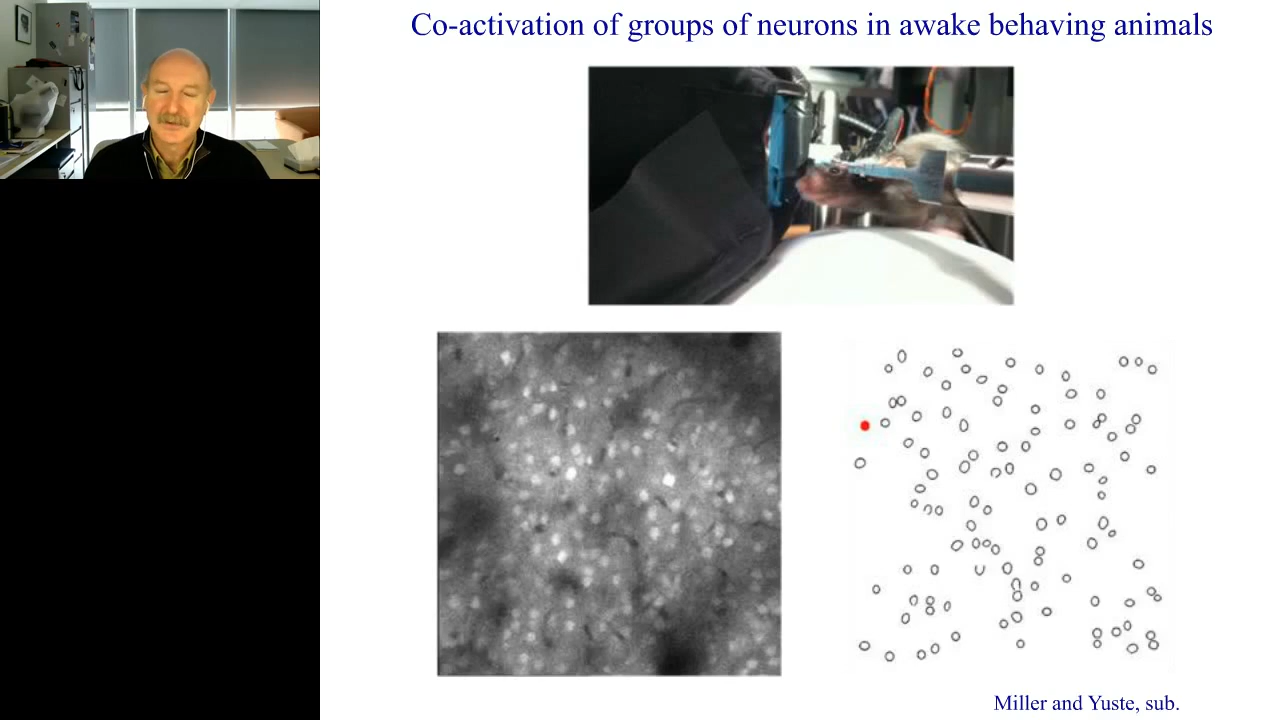 Co-activation of groups of neurons in awake behaving animals
Miller and Yuste, sub.